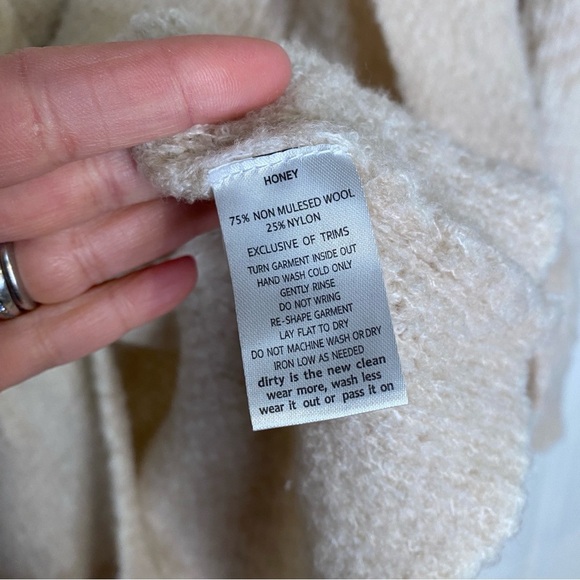 HONEY
75% NON MULESED WOOL
25% NYLON
EXCLUSIVE OF TRIMS
TURN GARMENT INSIDE OUT
HAND WASH COLD ONLY
GENTLY RINSE
DO NOT WRING
RE-SHAPE GARMENT
LAY FLAT TO DRY
DO NOT MACHINE WASH OR DRY
IRON LOW AS NEEDED
dirty is the new clean
wear more, wash less
wear it out or pass it on